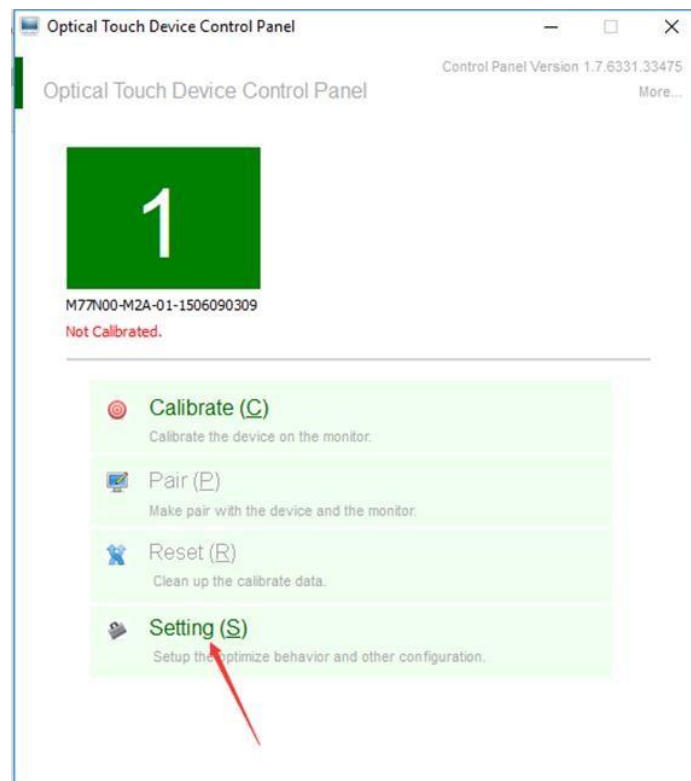 Optical Touch Device Control Panel
Control Panel Version 1.7.6331.33475
Optical Touch Device Control Panel
More...
1
M77N00-M2A-01-1506090309
Not Calibrated.
Calibrate (C)
Calibrate the device on the monitor.
Pair (P)
Make pair with the device and the monitor.
Reset (R)
Clean up the calibrate data.
Setting (S)
Setup the optimize behavior and other configuration.